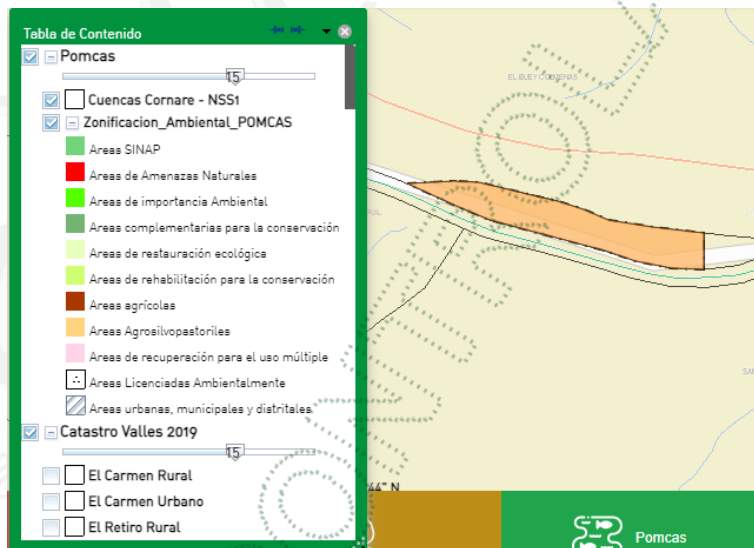 Tabla de Contenido
Pomcas
15
Cuencas Cornare - NSS1
Zonificacion_Ambiental_POMCAS
Areas SINAP
Areas de Amenazas Naturales
Areas de importancia Ambiental
Areas complementarias para la conservación
Areas de restauración ecológica
Areas de rehabilitación para la conservación
Areas agrícolas
Areas Agrosilvopastoriles
Areas de recuperación para el uso múltiple
Areas Licenciadas Ambientalmente
Areas urbanas, municipales y distritales
Catastro Valles 2019
15
El Carmen Rural
El Carmen Urbano
El Retiro Rural
EL BUEY COLMENAS
44" N
Pomcas